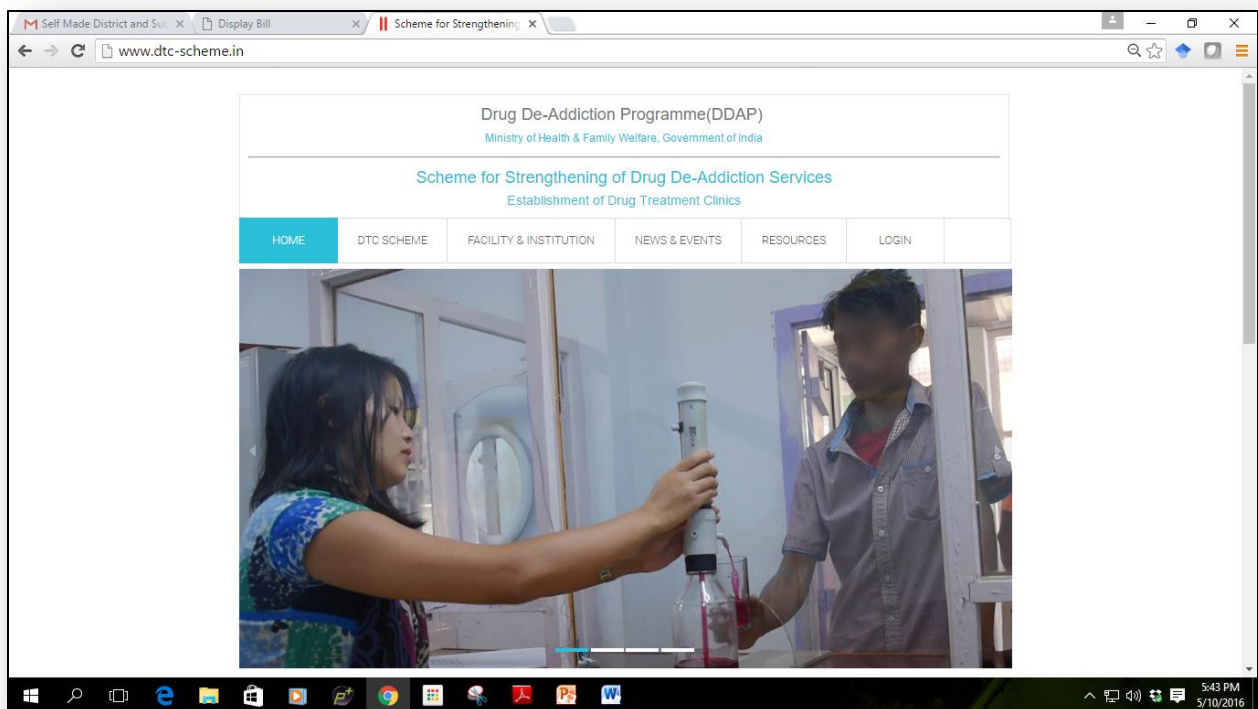 Self Made District and Sub
Display Bill
Scheme for Strengthening
www.dtc-scheme.in
Drug De-Addiction Programme(DDAP)
Ministry of Health & Family Welfare, Government of India
Scheme for Strengthening of Drug De-Addiction Services
Establishment of Drug Treatment Clinics
HOME DTC SCHEME FACILITY & INSTITUTION NEWS & EVENTS RESOURCES LOGIN
5:43 PM
5/10/2016